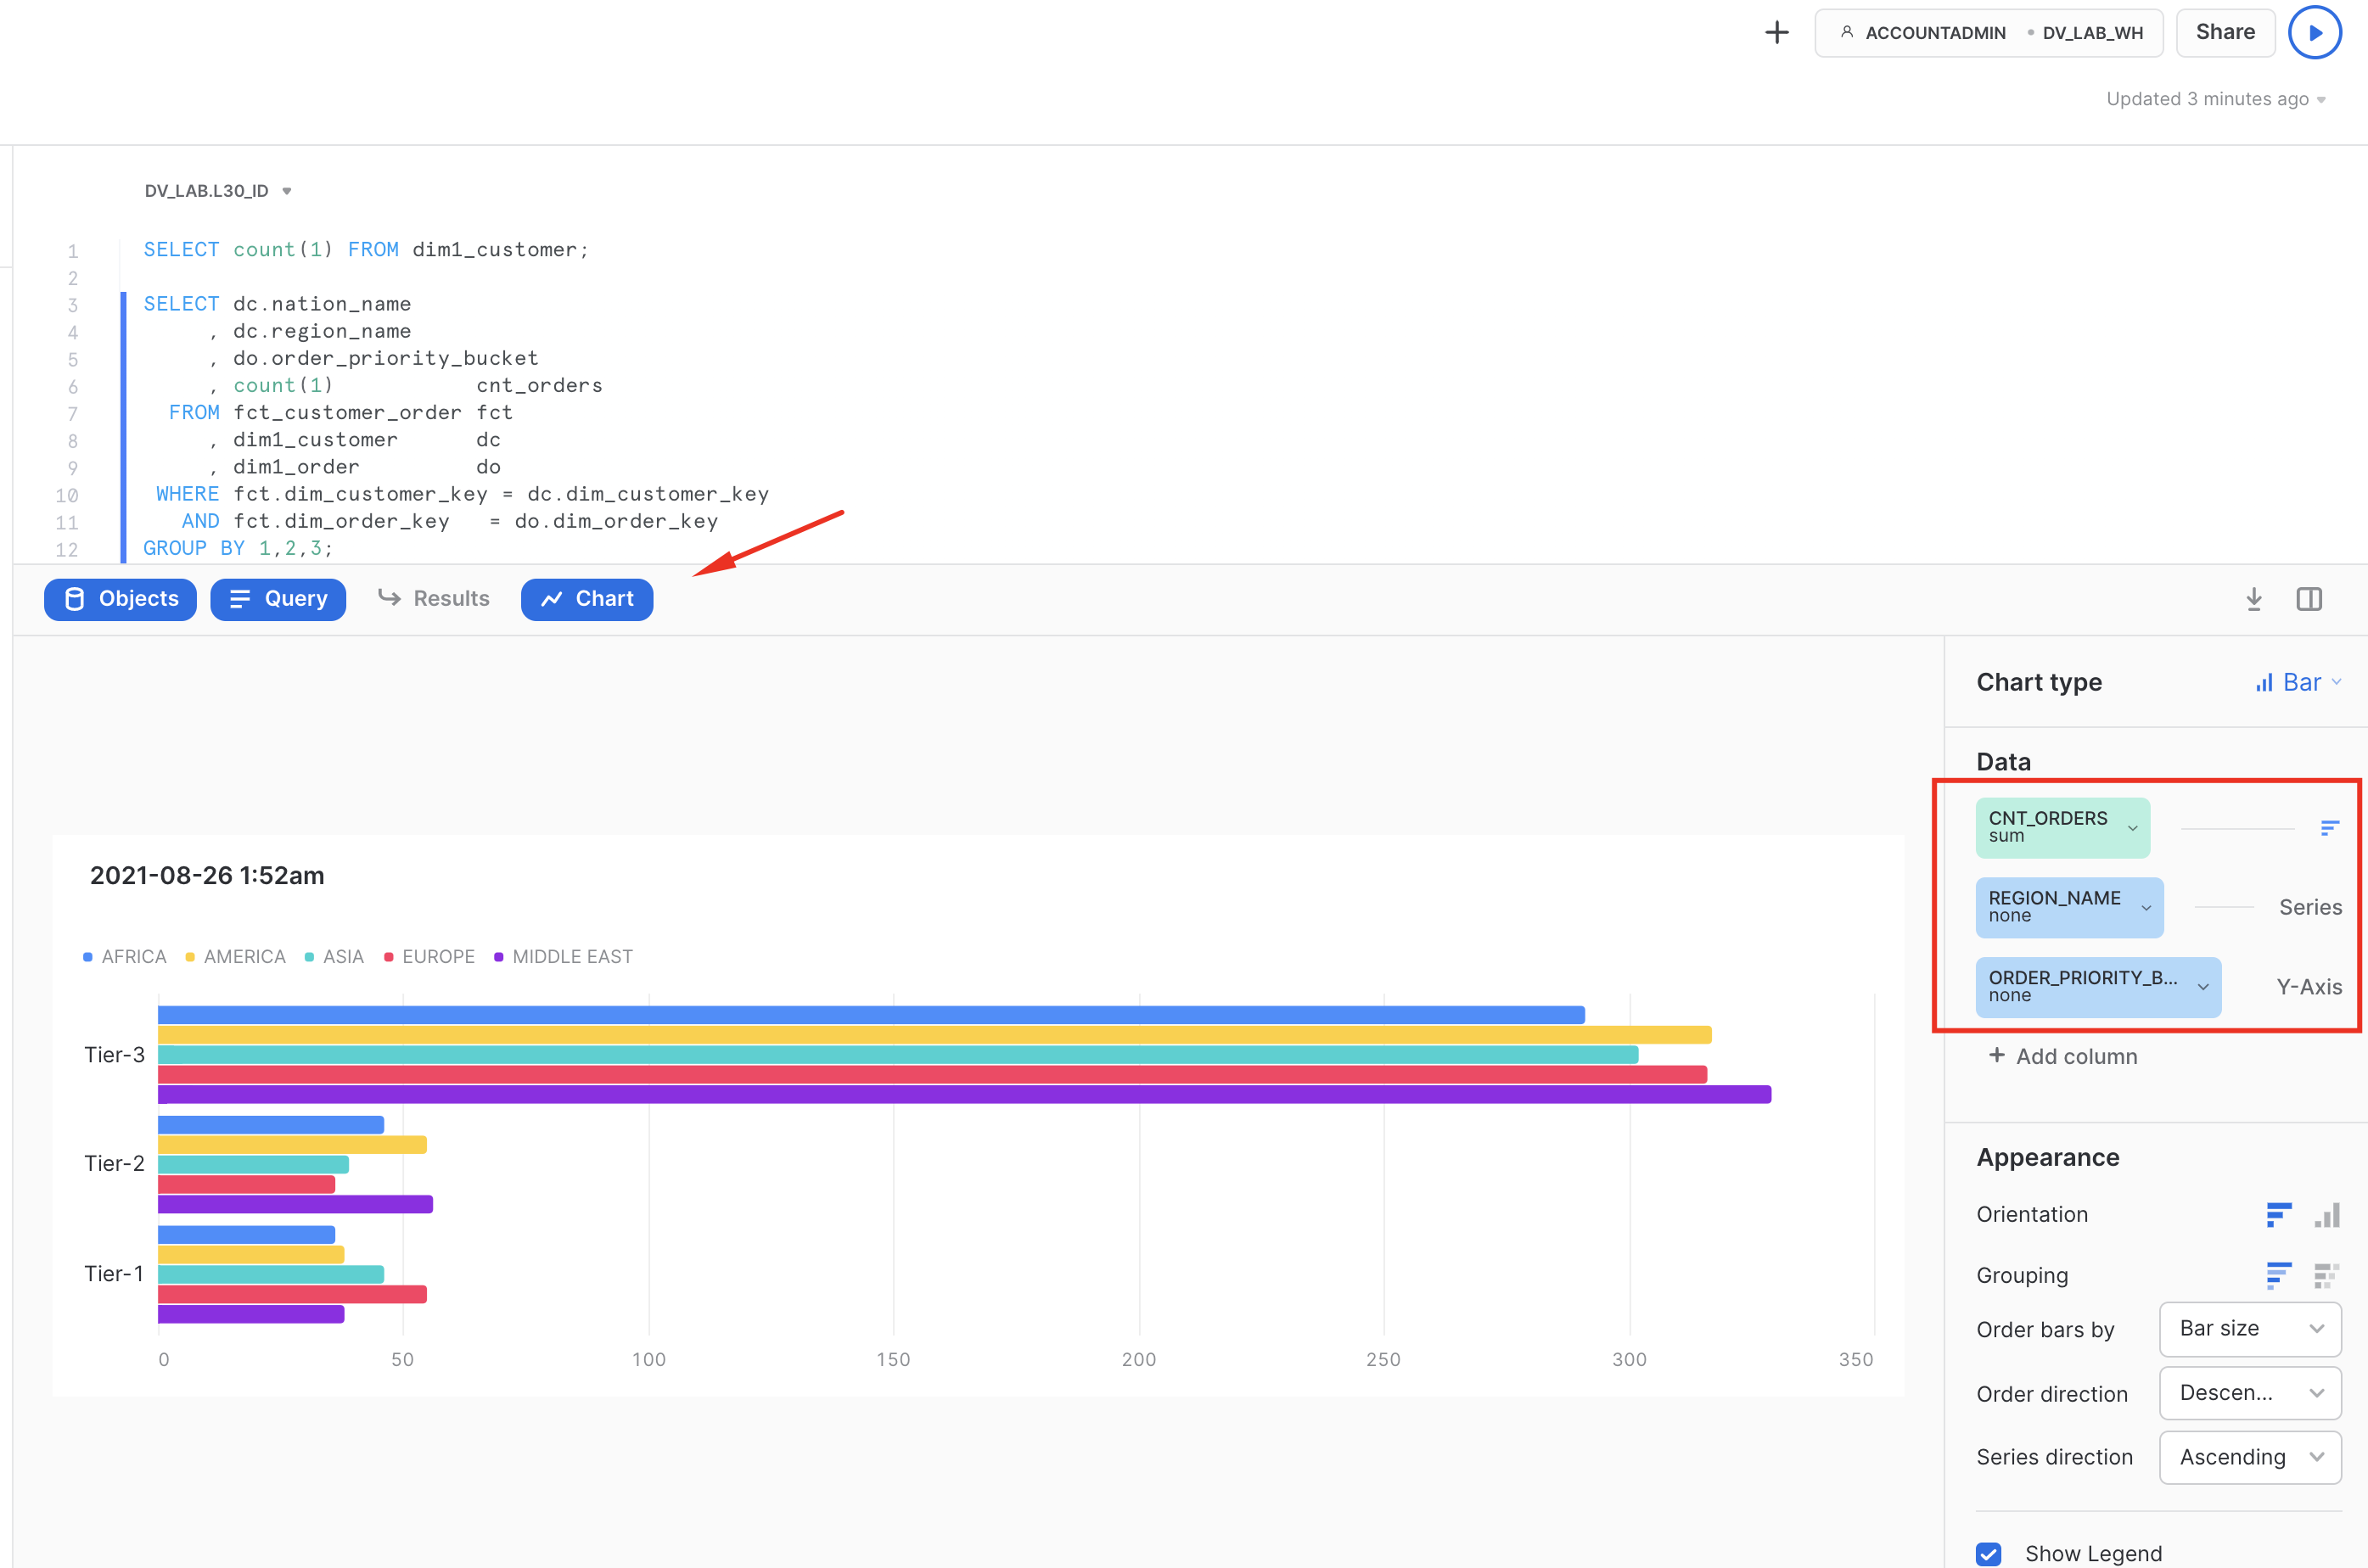 ACCOUNTADMIN • DV_LAB_WH
Share
Updated 3 minutes ago
DV_LAB.L30_ID
1 SELECT count(1) FROM dim1_customer;
2
3 SELECT dc.nation_name
4 , dc.region_name
5 , do.order_priority_bucket
6 , count(1) cnt_orders
7 FROM fct_customer_order fct
8 , dim1_customer dc
9 , dim1_order do
10 WHERE fct.dim_customer_key = dc.dim_customer_key
11 AND fct.dim_order_key = do.dim_order_key
12 GROUP BY 1,2,3;
Objects Query Results Chart
Chart type Bar
Data
CNT_ORDERS
sum
REGION_NAME
none
Series
ORDER_PRIORITY_B...
none
Y-Axis
+ Add column
2021-08-26 1:52am
AFRICA AMERICA ASIA EUROPE MIDDLE EAST
Tier-3
Tier-2
Tier-1
0 50 100 150 200 250 300 350
Appearance
Orientation
Grouping
Order bars by Bar size
Order direction Descen...
Series direction Ascending
Show Legend